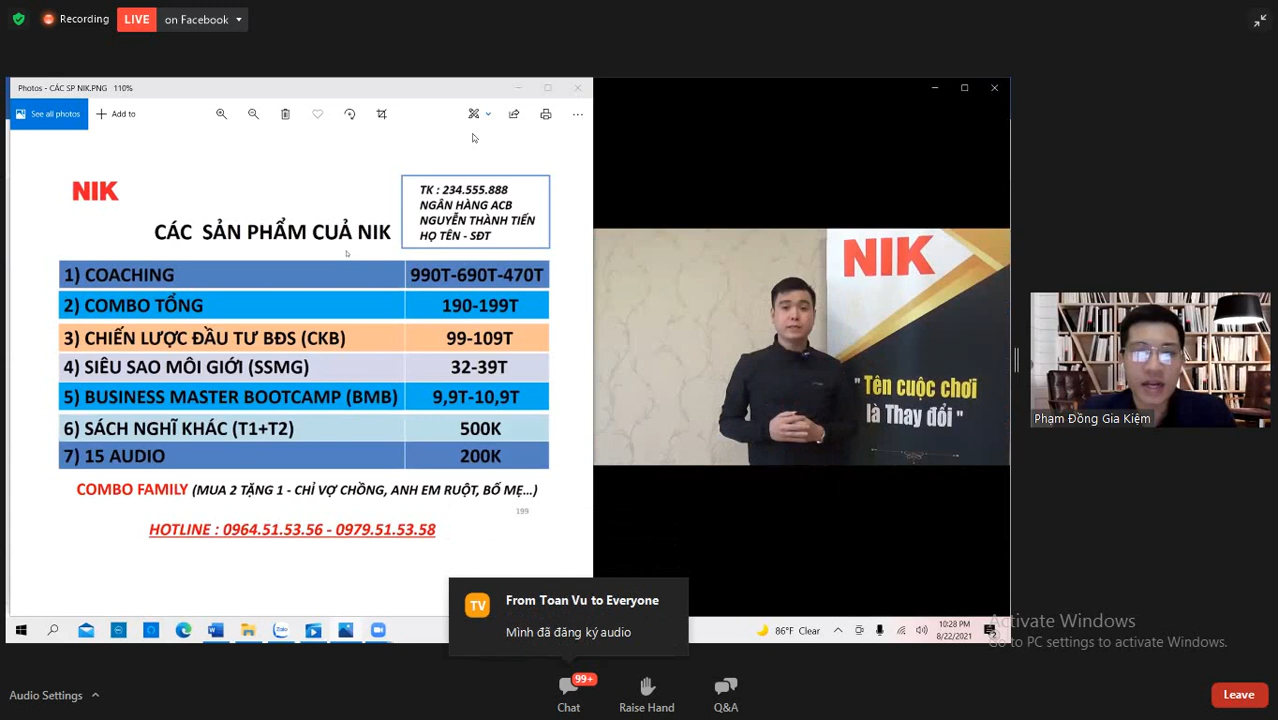 Recording
LIVE
on Facebook
Photos - CÁC SP NIK.PNG 110%
See all photos
Add to
NIK
TK : 234.555.888
NGÂN HÀNG ACB
NGUYỄN THÀNH TIẾN
HỌ TÊN - SĐT
CÁC SẢN PHẨM CUẢ NIK
1) COACHING 990T-690T-470T
2) COMBO TỔNG 190-199T
3) CHIẾN LƯỢC ĐẦU TƯ BĐS (CKB) 99-109T
4) SIÊU SAO MÔI GIỚI (SSMG) 32-39T
5) BUSINESS MASTER BOOTCAMP (BMB) 9,9T-10,9T
6) SÁCH NGHĨ KHÁC (T1+T2) 500K
7) 15 AUDIO 200K
COMBO FAMILY (MUA 2 TẶNG 1 - CHỈ VỢ CHỒNG, ANH EM RUỘT, BỐ MẸ...)
199
HOTLINE : 0964.51.53.56 - 0979.51.53.58
NIK
" Tên cuộc chơi
là Thay đổi "
Phạm Đồng Gia Kiệm
TV
From Toan Vu to Everyone
Mình đã đăng ký audio
Zalo
86°F Clear
10:28 PM
8/22/2021
Activate Windows
Go to PC settings to activate Windows.
Audio Settings
99+
Chat
Raise Hand
Q&A
Leave